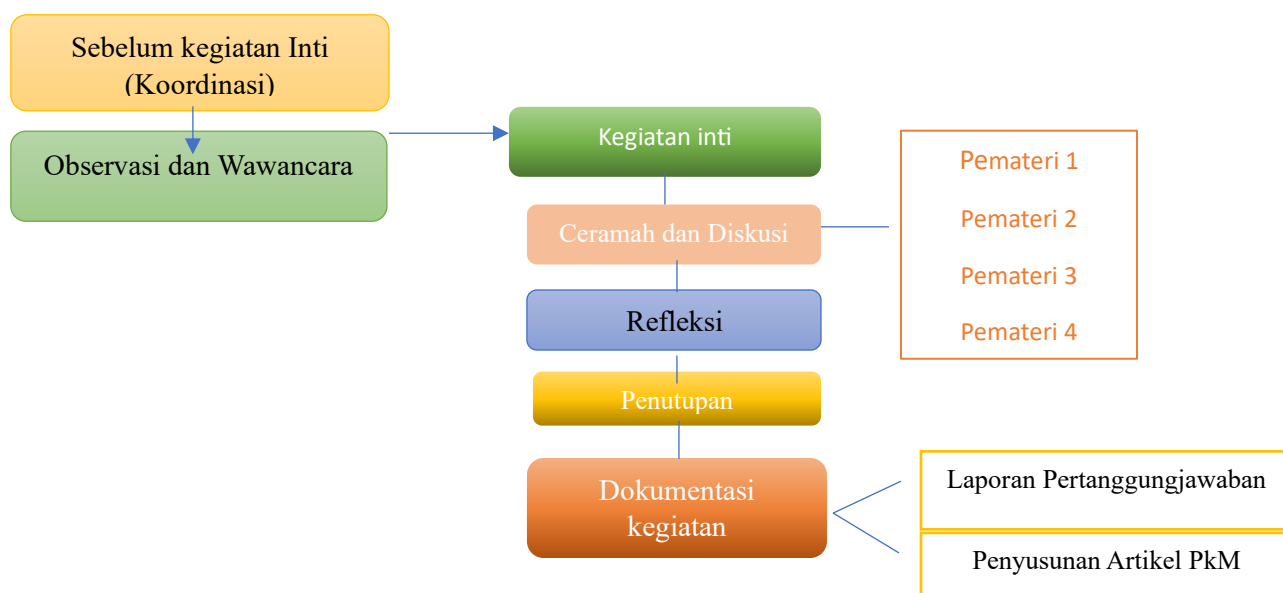 Sebelum kegiatan Inti
(Koordinasi)
Observasi dan Wawancara
Kegiatan inti
Ceramah dan Diskusi
Pemateri 1
Pemateri 2
Pemateri 3
Pemateri 4
Refleksi
Penutupan
Dokumentasi
kegiatan
Laporan Pertanggungjawaban
Penyusunan Artikel PkM